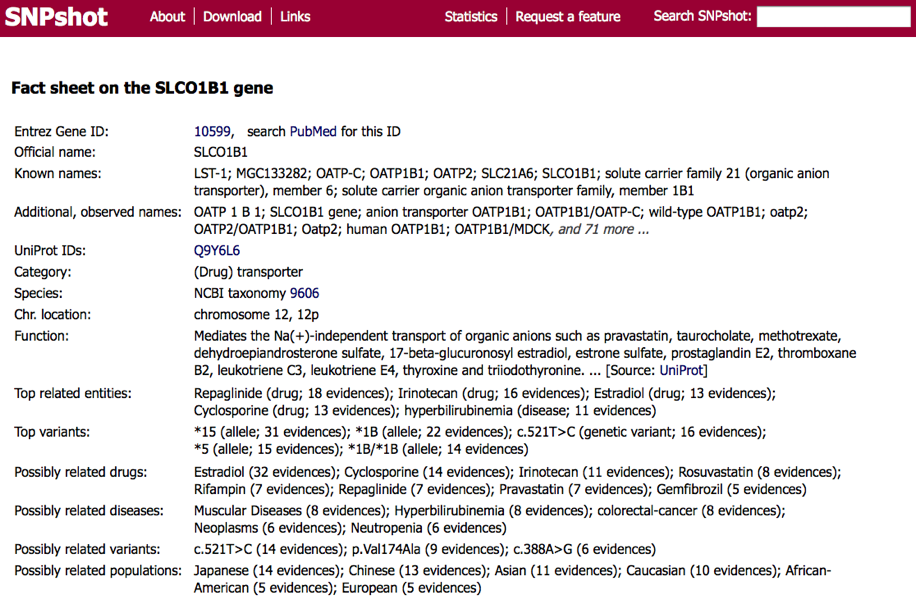 SNPshot About Download Links Statistics Request a feature Search SNPshot:
Fact sheet on the SLCO1B1 gene
Entrez Gene ID: 10599, search PubMed for this ID
Official name: SLCO1B1
Known names: LST-1; MGC133282; OATP-C; OATP1B1; OATP2; SLC21A6; SLCO1B1; solute carrier family 21 (organic anion
transporter), member 6; solute carrier organic anion transporter family, member 1B1
Additional, observed names: OATP 1 B 1; SLCO1B1 gene; anion transporter OATP1B1; OATP1B1/OATP-C; wild-type OATP1B1; oatp2;
OATP2/OATP1B1; Oatp2; human OATP1B1; OATP1B1/MDCK, and 71 more ...
UniProt IDs: Q9Y6L6
Category: (Drug) transporter
Species: NCBI taxonomy 9606
Chr. location: chromosome 12, 12p
Function: Mediates the Na(+)-independent transport of organic anions such as pravastatin, taurocholate, methotrexate,
dehydroepiandrosterone sulfate, 17-beta-glucuronosyl estradiol, estrone sulfate, prostaglandin E2, thromboxane
B2, leukotriene C3, leukotriene E4, thyroxine and triiodothyronine. ... [Source: UniProt]
Top related entities: Repaglinide (drug; 18 evidences); Irinotecan (drug; 16 evidences); Estradiol (drug; 13 evidences);
Cyclosporine (drug; 13 evidences); hyperbilirubinemia (disease; 11 evidences)
Top variants: *15 (allele; 31 evidences); *1B (allele; 22 evidences); c.521T>C (genetic variant; 16 evidences);
*5 (allele; 15 evidences); *1B/*1B (allele; 14 evidences)
Possibly related drugs: Estradiol (32 evidences); Cyclosporine (14 evidences); Irinotecan (11 evidences); Rosuvastatin (8 evidences);
Rifampin (7 evidences); Repaglinide (7 evidences); Pravastatin (7 evidences); Gemfibrozil (5 evidences)
Possibly related diseases: Muscular Diseases (8 evidences); Hyperbilirubinemia (8 evidences); colorectal-cancer (8 evidences);
Neoplasms (6 evidences); Neutropenia (6 evidences)
Possibly related variants: c.521T>C (14 evidences); p.Val174Ala (9 evidences); c.388A>G (6 evidences)
Possibly related populations: Japanese (14 evidences); Chinese (13 evidences); Asian (11 evidences); Caucasian (10 evidences); African-
American (5 evidences); European (5 evidences)